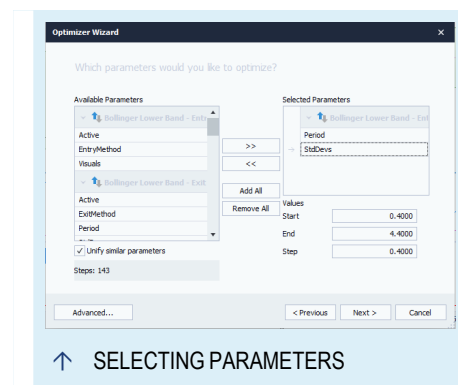 Optimizer Wizard
×
Which parameters would you like to optimize?
Available Parameters
Bollinger Lower Band - Entr
Active
EntryMethod
Visuals
Bollinger Lower Band - Exit
Active
ExitMethod
Period
>>
<<
Add All
Remove All
Selected Parameters
Bollinger Lower Band - Ent
Period
StdDevs
Values
Start 0.4000
End 4.4000
Step 0.4000
Unify similar parameters
Steps: 143
Advanced...
< Previous
Next >
Cancel
↑ SELECTING PARAMETERS